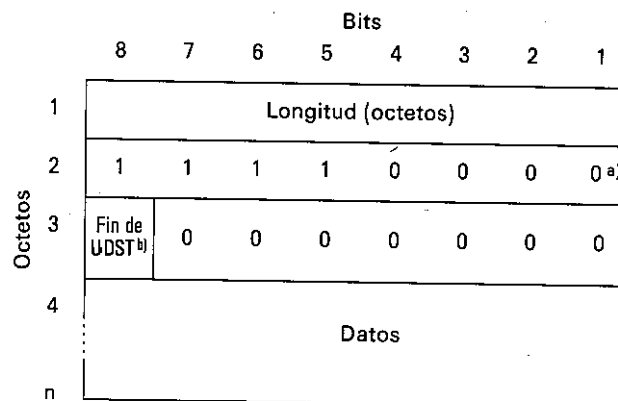 Bits
8 7 6 5 4 3 2 1
1 Longitud (octetos)
2 1 1 1 1 0 0 0 0 a)
3 Fin de UDST b) 0 0 0 0 0 0 0
Octetos
4 Datos
n